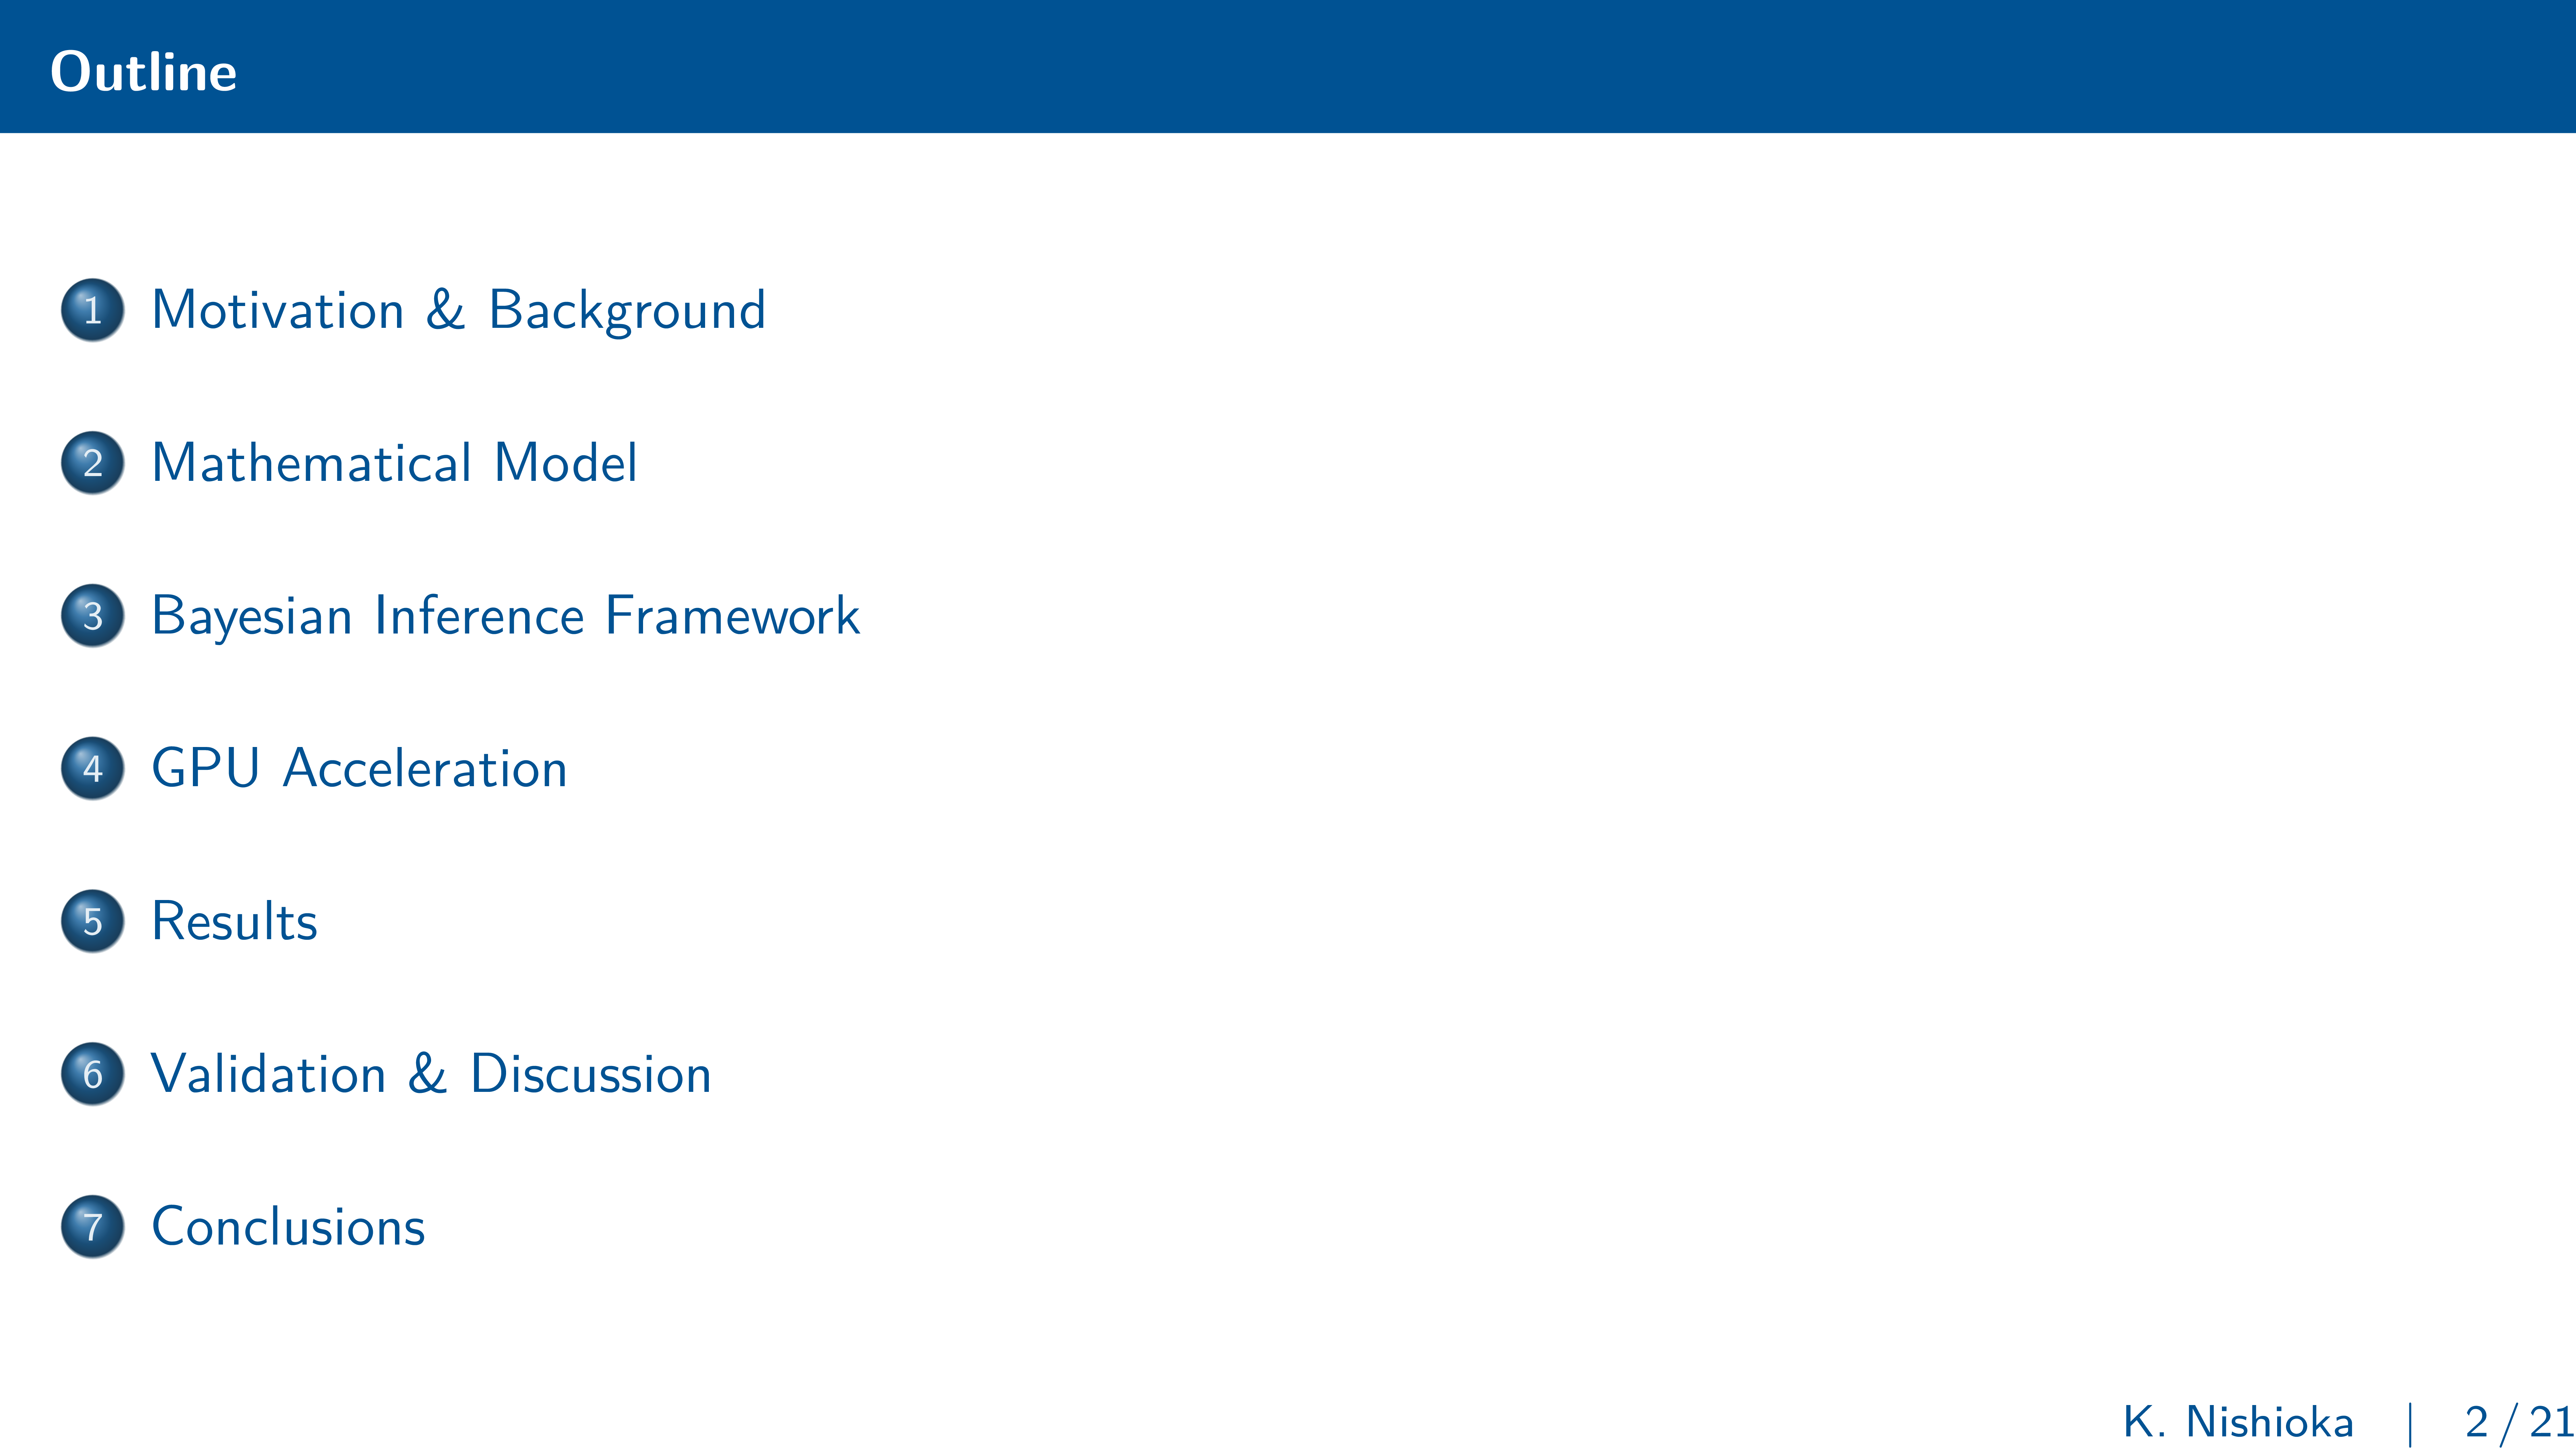 Outline
1 Motivation & Background
2 Mathematical Model
3 Bayesian Inference Framework
4 GPU Acceleration
5 Results
6 Validation & Discussion
7 Conclusions
K. Nishioka | 2 / 21